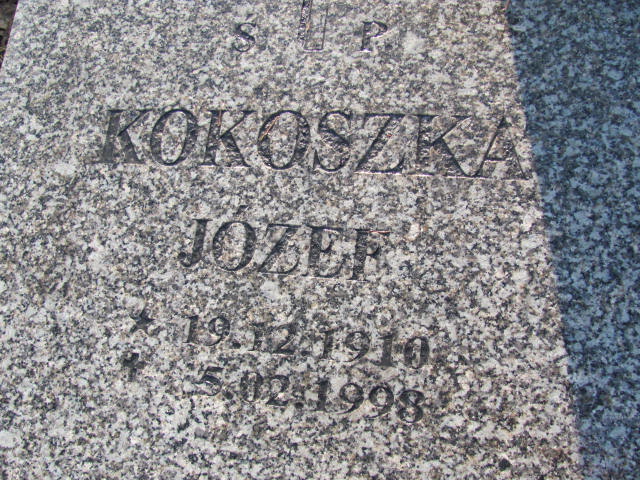 Ś P
KOKOSZKA
JÓZEF
* 19.12.1910
✝ 5.02.1998